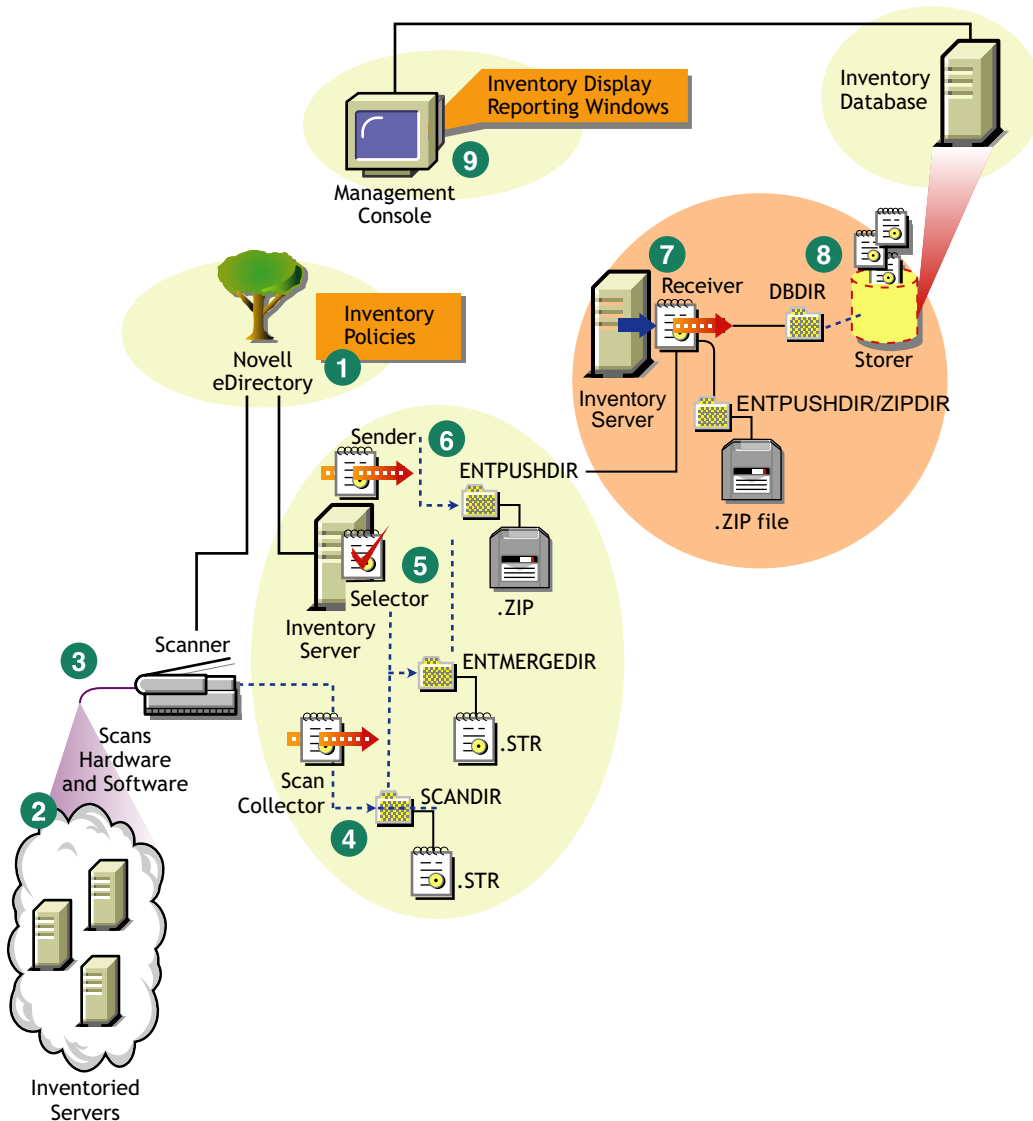 Inventory Display
Reporting Windows
Inventory
Database
9
Management
Console
7
Receiver
8
DBDIR
Storer
Inventory
Server
ENTPUSHDIR/ZIPDIR
.ZIP file
Inventory
Policies
Novell
eDirectory
1
Sender
6
ENTPUSHDIR
.ZIP
5
Selector
Inventory
Server
ENTMERGEDIR
.STR
Scanner
3
Scans
Hardware
and Software
Scan
Collector
SCANDIR
4
.STR
2
Inventoried
Servers